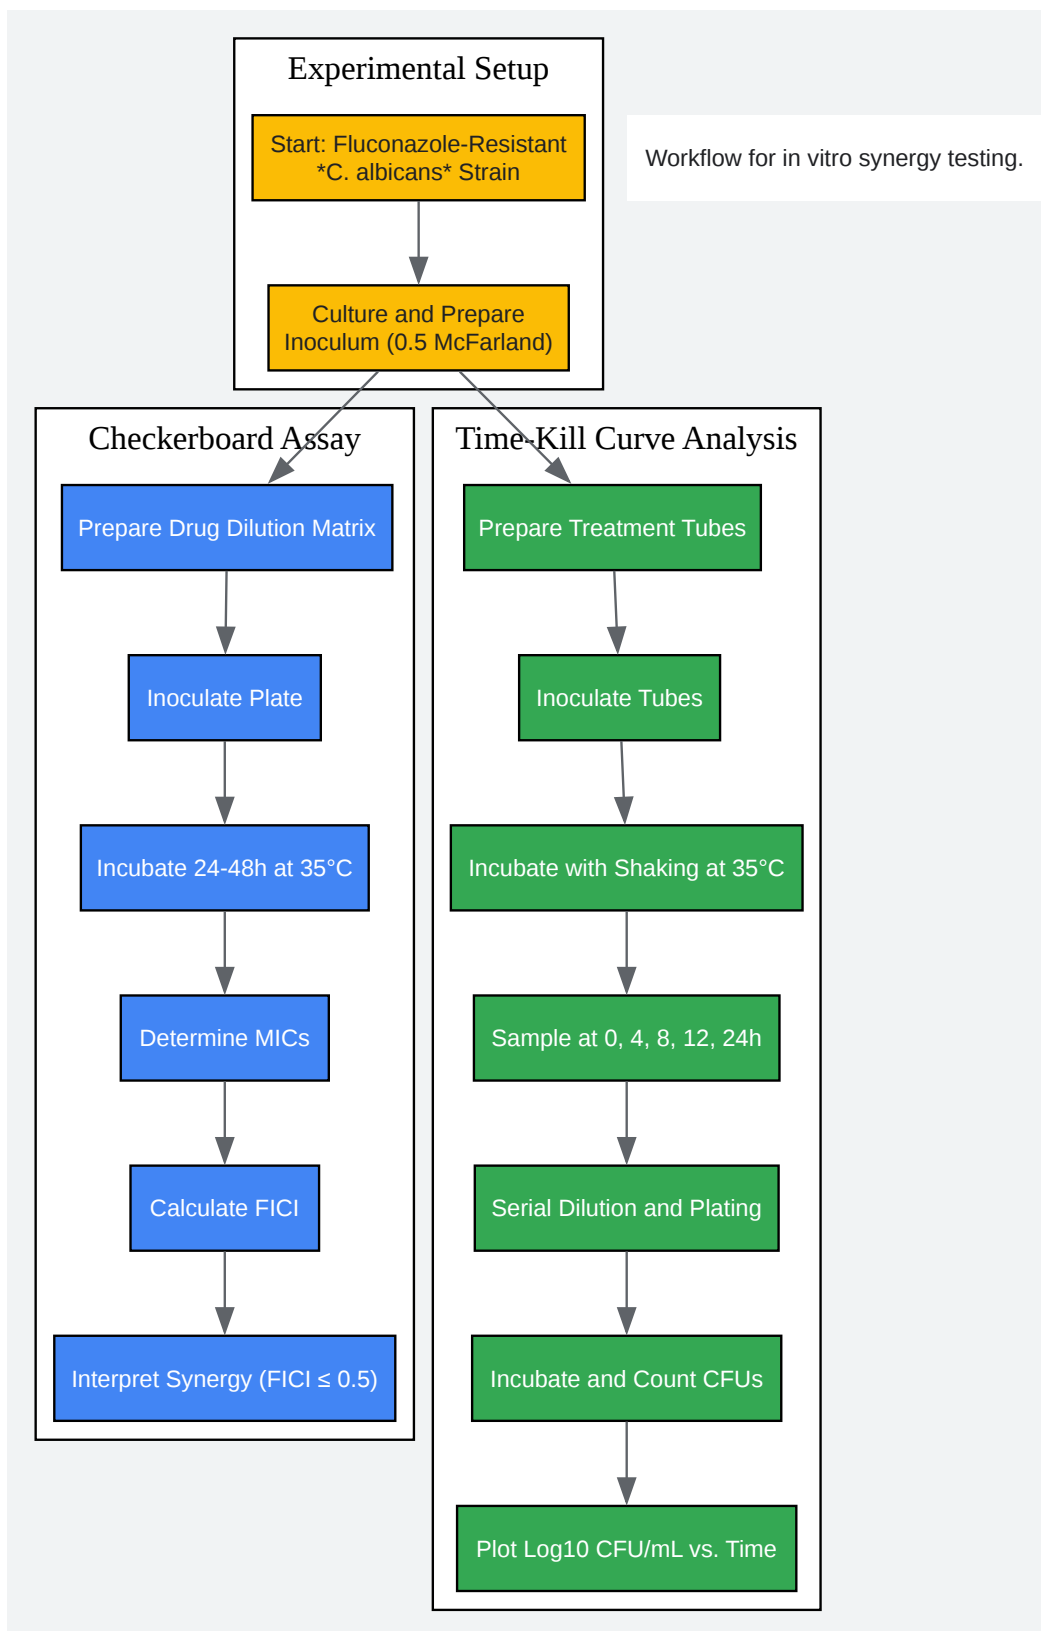 Experimental Setup
Start: Fluconazole-Resistant
*C. albicans* Strain
Workflow for in vitro synergy testing.
Culture and Prepare
Inoculum (0.5 McFarland)
Checkerboard Assay
Prepare Drug Dilution Matrix
Inoculate Plate
Incubate 24-48h at 35°C
Determine MICs
Calculate FICI
Interpret Synergy (FICI ≤ 0.5)
Time-Kill Curve Analysis
Prepare Treatment Tubes
Inoculate Tubes
Incubate with Shaking at 35°C
Sample at 0, 4, 8, 12, 24h
Serial Dilution and Plating
Incubate and Count CFUs
Plot Log10 CFU/mL vs. Time